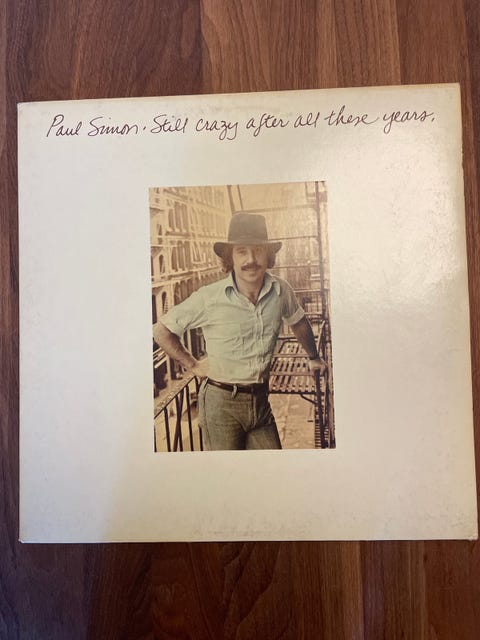 Paul Simon. Still crazy after all these years.